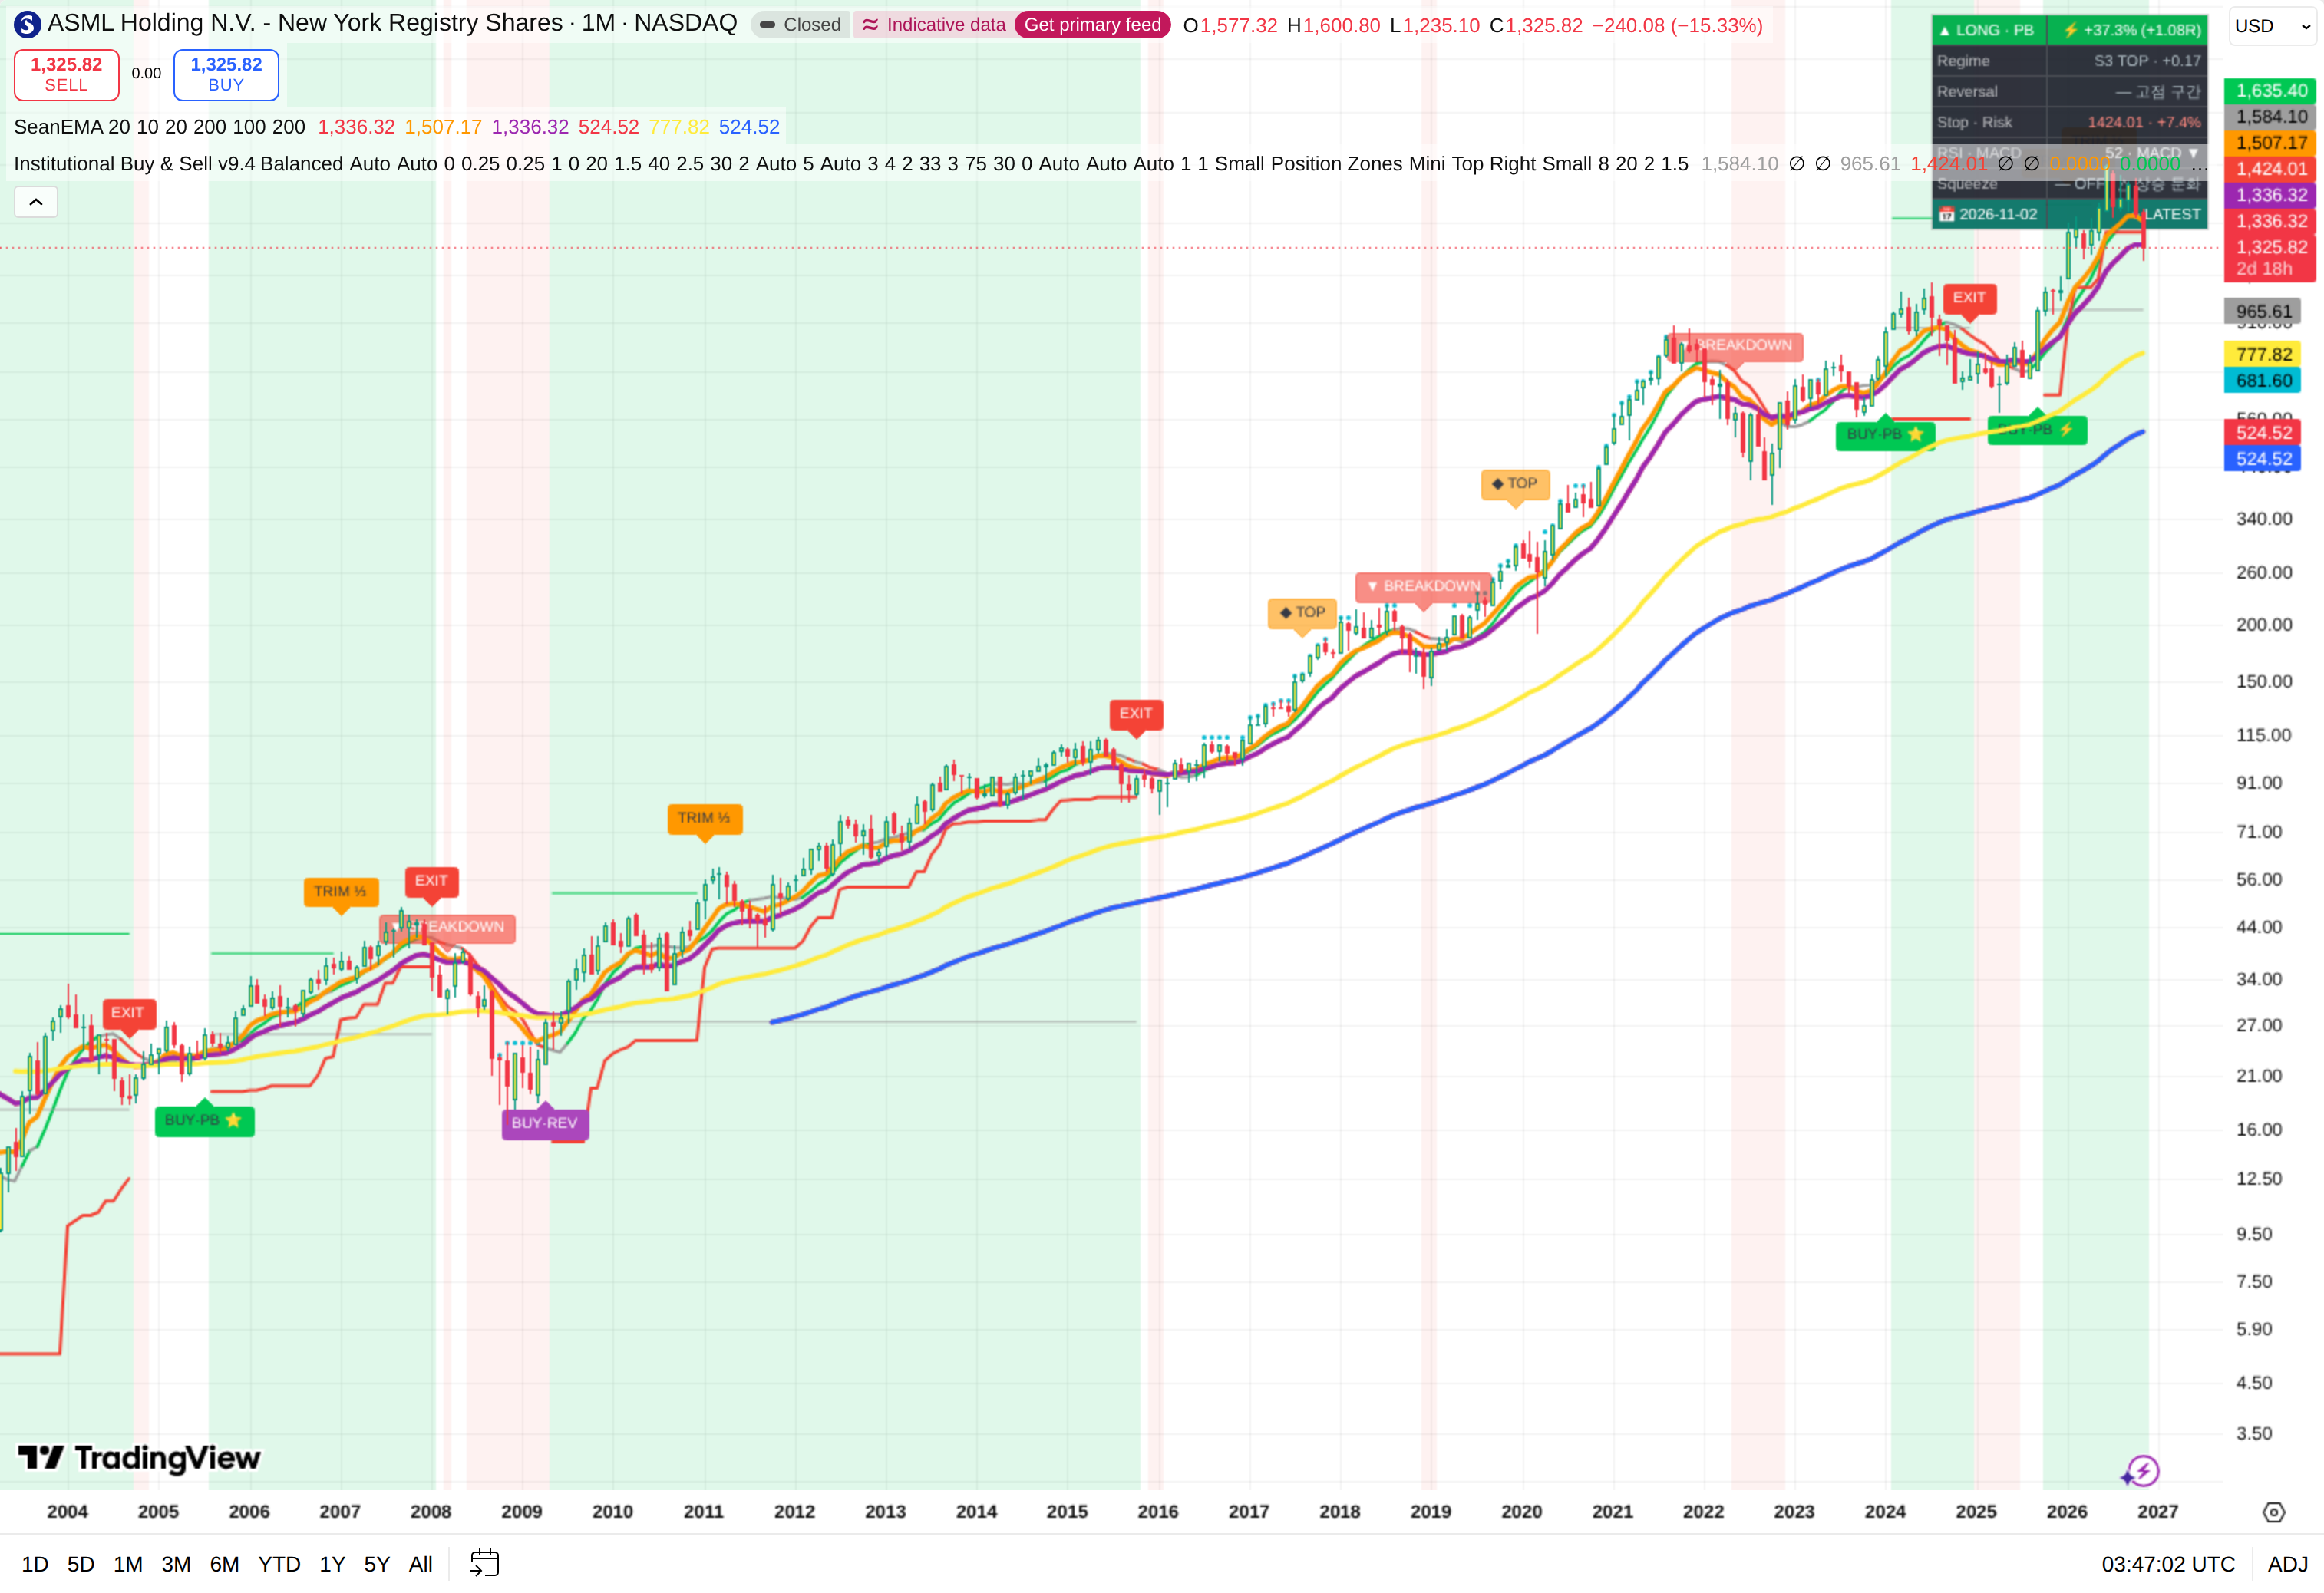 ASML Holding N.V. - New York Registry Shares · 1M · NASDAQ Closed Indicative data Get primary feed O1,577.32 H1,600.80 L1,235.10 C1,325.82 −240.08 (−15.33%)
USD
1,325.82 SELL
0.00
1,325.82 BUY
SeanEMA 20 10 20 200 100 200 1,336.32 1,507.17 1,336.32 524.52 777.82 524.52
Institutional Buy & Sell v9.4 Balanced Auto Auto 0 0.25 0.25 1 0 20 1.5 40 2.5 30 2 Auto 5 Auto 3 4 2 33 3 75 30 0 Auto Auto Auto 1 1 Small Position Zones Mini Top Right Small 8 20 2 1.5 1,584.10 ∅ ∅ 965.61 1,424.01 ∅ ∅ 0.0000 0.0000 …
▲ LONG · PB ⚡ +37.3% (+1.08R)
Regime S3 TOP · +0.17
Reversal — 고점 구간
Stop · Risk 1424.01 · +7.4%
RSI · MACD 52 · MACD ▼
Squeeze — OFF
📅 2026-11-02 LATEST
1,635.40
1,584.10
1,507.17
1,424.01
1,336.32
1,336.32
1,325.82
2d 18h
965.61
777.82
681.60
524.52
524.52
340.00
260.00
200.00
150.00
115.00
91.00
71.00
56.00
44.00
34.00
27.00
21.00
16.00
12.50
9.50
7.50
5.90
4.50
3.50
EXIT
BREAKDOWN
BUY-PB ⭐
BUY-PB ⚡
◆ TOP
▼ BREAKDOWN
◆ TOP
EXIT
TRIM ⅓
TRIM ⅓
EXIT
EAKDOWN
EXIT
BUY-PB ⭐
BUY-REV
TradingView
2004 2005 2006 2007 2008 2009 2010 2011 2012 2013 2014 2015 2016 2017 2018 2019 2020 2021 2022 2023 2024 2025 2026 2027
1D 5D 1M 3M 6M YTD 1Y 5Y All
03:47:02 UTC ADJ